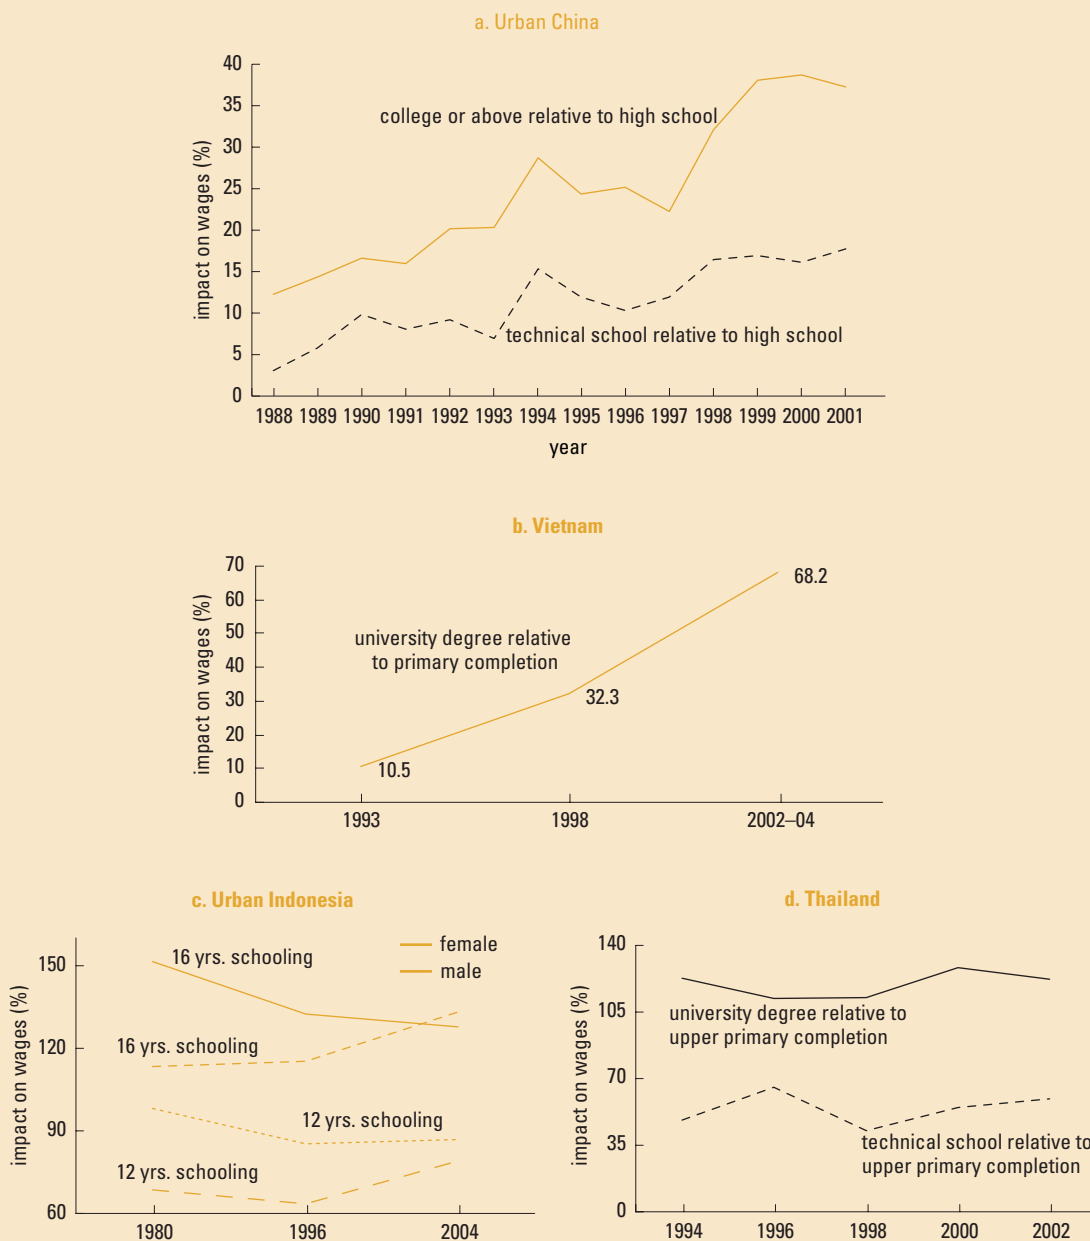 a. Urban China
40
35
30
25
20
15
10
5
0
impact on wages (%)
college or above relative to high school
technical school relative to high school
1988 1989 1990 1991 1992 1993 1994 1995 1996 1997 1998 1999 2000 2001
year
b. Vietnam
70
60
50
40
30
20
10
0
impact on wages (%)
university degree relative
to primary completion
68.2
32.3
10.5
1993 1998 2002–04
c. Urban Indonesia
150
120
90
60
impact on wages (%)
female
male
16 yrs. schooling
16 yrs. schooling
12 yrs. schooling
12 yrs. schooling
1980 1996 2004
d. Thailand
140
105
70
35
0
impact on wages (%)
university degree relative to
upper primary completion
technical school relative to
upper primary completion
1994 1996 1998 2000 2002